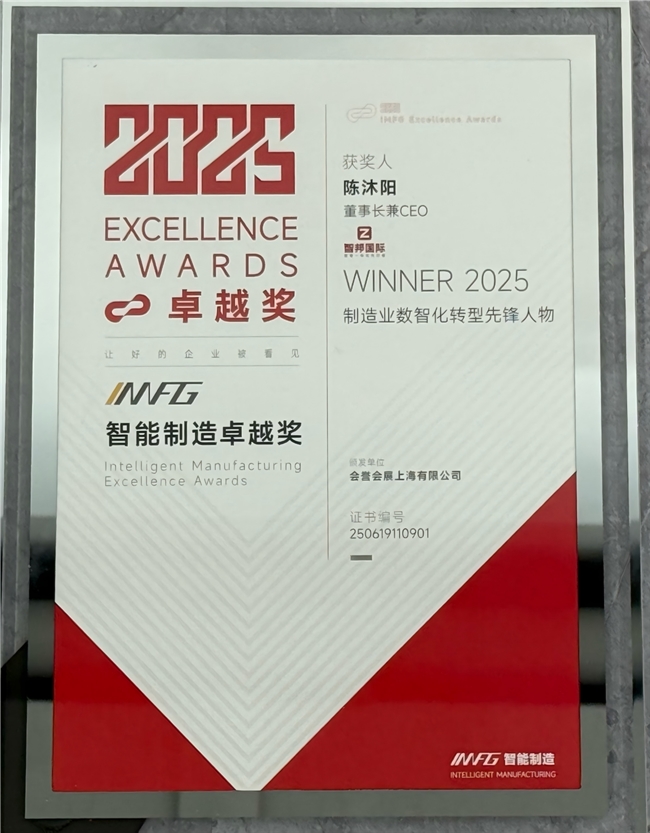 2025
EXCELLENCE
AWARDS
卓越奖
让好的企业被看见
IMFG
智能制造卓越奖
Intelligent Manufacturing
Excellence Awards
IMFG Excellence Awards
获奖人
陈沐阳
董事长兼CEO
智邦国际
WINNER 2025
制造业数智化转型先锋人物
颁发单位
会誉会展上海有限公司
证书编号
250619110901
IMFG 智能制造
INTELLIGENT MANUFACTURING